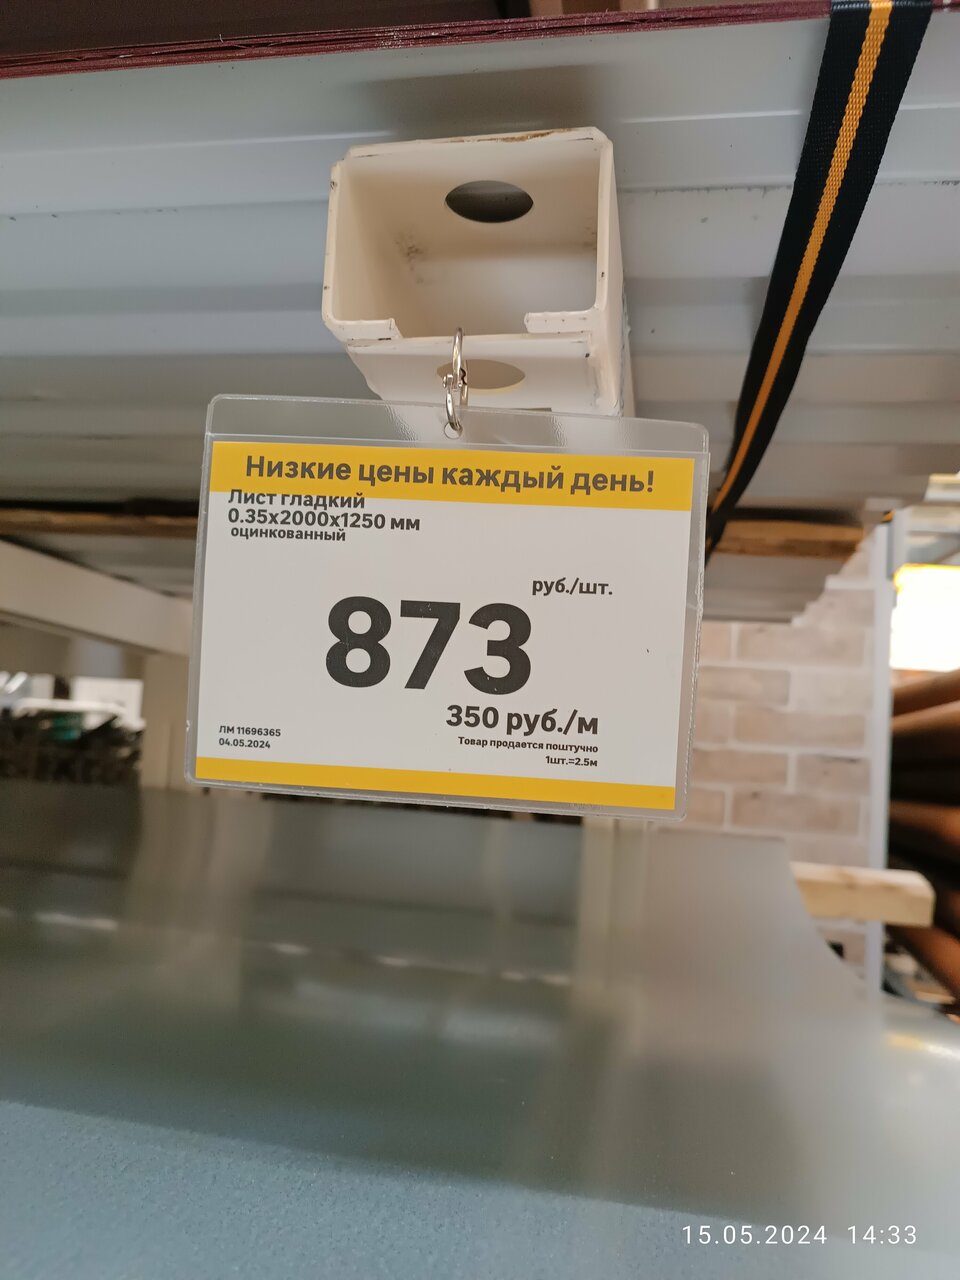 Низкие цены каждый день!
Лист гладкий
0.35х2000х1250 мм
оцинкованный
руб./шт.
873
350 руб./м
Товар продается поштучно
1шт.=2.5м
ЛМ 11696365
04.05.2024
15.05.2024 14:33